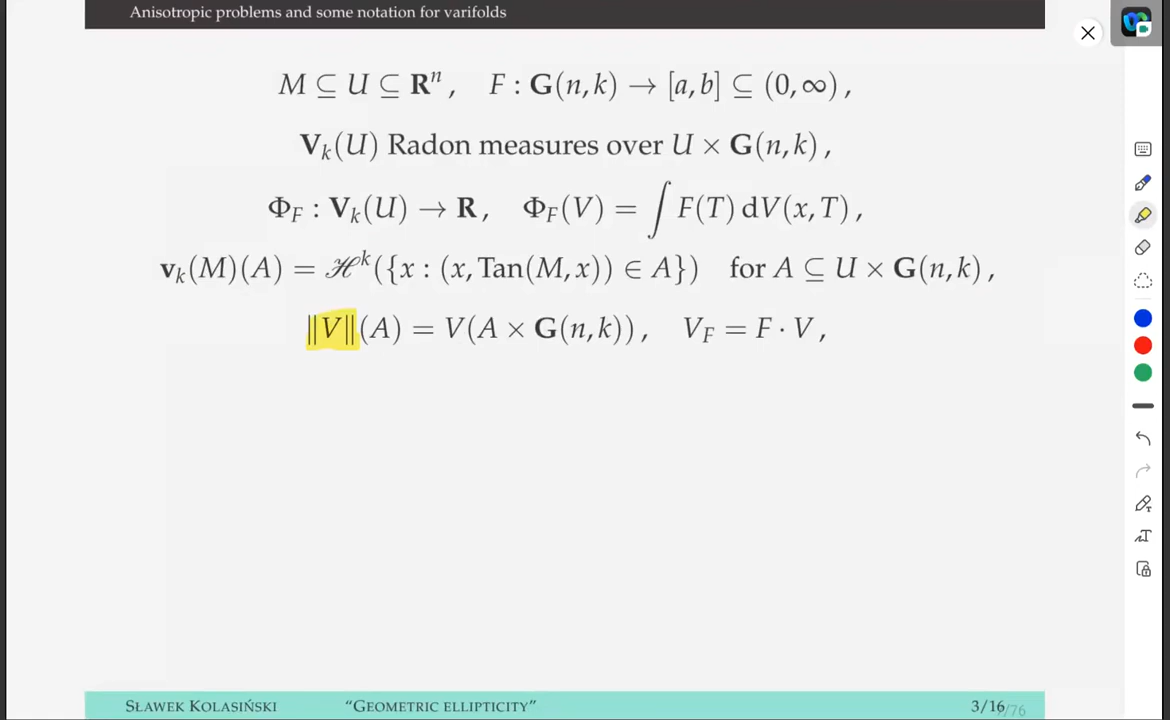 Anisotropic problems and some notation for varifolds
M ⊆ U ⊆ Rⁿ, F : G(n,k) → [a,b] ⊆ (0,∞),
V_k(U) Radon measures over U × G(n,k),
Φ_F : V_k(U) → R, Φ_F(V) = ∫ F(T) dV(x,T),
v_k(M)(A) = ℋᵏ({x : (x, Tan(M,x)) ∈ A}) for A ⊆ U × G(n,k),
‖V‖(A) = V(A × G(n,k)), V_F = F · V,
SŁAWEK KOLASIŃSKI "GEOMETRIC ELLIPTICITY" 3/16